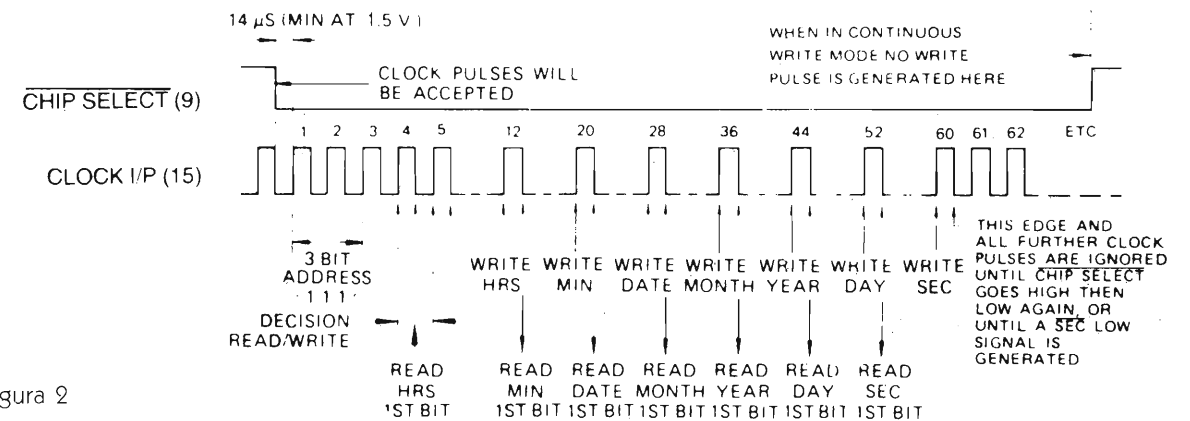 14 µS (MIN AT 1.5 V)
WHEN IN CONTINUOUS
WRITE MODE NO WRITE
PULSE IS GENERATED HERE
CLOCK PULSES WILL
BE ACCEPTED
CHIP SELECT (9)
1 2 3 4 5 12 20 28 36 44 52 60 61 62 ETC
CLOCK I/P (15)
3 BIT
ADDRESS
1 1 1
DECISION
READ/WRITE
WRITE WRITE WRITE WRITE WRITE WRITE WRITE
HRS MIN DATE MONTH YEAR DAY SEC
THIS EDGE AND
ALL FURTHER CLOCK
PULSES ARE IGNORED
UNTIL CHIP SELECT
GOES HIGH THEN
LOW AGAIN, OR
UNTIL A SEC LOW
SIGNAL IS
GENERATED
READ READ READ READ READ READ READ
HRS MIN DATE MONTH YEAR DAY SEC
1ST BIT 1ST BIT 1ST BIT 1ST BIT 1ST BIT 1ST BIT 1ST BIT
gura 2